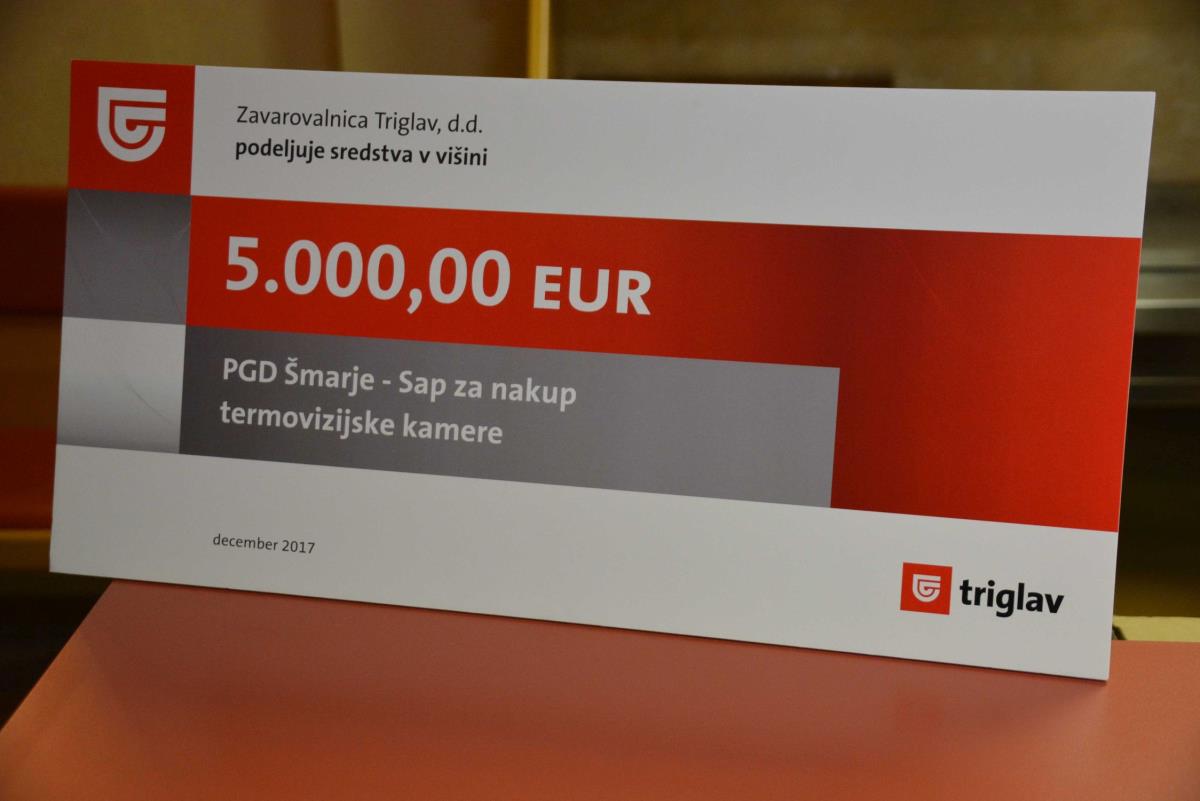 Zavarovalnica Triglav, d.d.
podeljuje sredstva v višini
5.000,00 EUR
PGD Šmarje - Sap za nakup
termovizijske kamere
december 2017
triglav